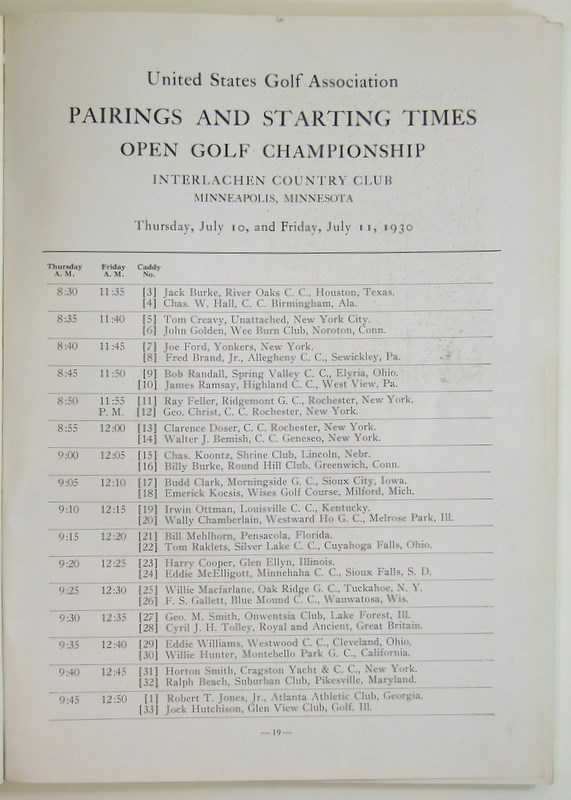 United States Golf Association
PAIRINGS AND STARTING TIMES
OPEN GOLF CHAMPIONSHIP
INTERLACHEN COUNTRY CLUB
MINNEAPOLIS, MINNESOTA
Thursday, July 10, and Friday, July 11, 1930
Thursday Friday Caddy
A. M. A. M. No.
8:30 11:35 [3] Jack Burke, River Oaks C. C., Houston, Texas.
[4] Chas. W. Hall, C. C. Birmingham, Ala.
8:35 11:40 [5] Tom Creavy, Unattached, New York City.
[6] John Golden, Wee Burn Club, Noroton, Conn.
8:40 11:45 [7] Joe Ford, Yonkers, New York.
[8] Fred Brand, Jr., Allegheny C. C., Sewickley, Pa.
8:45 11:50 [9] Bob Randall, Spring Valley C. C., Elyria, Ohio.
[10] James Ramsay, Highland C. C., West View, Pa.
8:50 11:55 [11] Ray Feller, Ridgemont G. C., Rochester, New York.
P. M. [12] Geo. Christ, C. C. Rochester, New York.
8:55 12:00 [13] Clarence Doser, C. C. Rochester, New York.
[14] Walter J. Bemish, C. C. Geneseo, New York.
9:00 12:05 [15] Chas. Koontz, Shrine Club, Lincoln, Nebr.
[16] Billy Burke, Round Hill Club, Greenwich, Conn.
9:05 12:10 [17] Budd Clark, Morningside G. C., Sioux City, Iowa.
[18] Emerick Kocsis, Wises Golf Course, Milford, Mich.
9:10 12:15 [19] Irwin Ottman, Louisville C. C., Kentucky.
[20] Wally Chamberlain, Westward Ho G. C., Melrose Park, Ill.
9:15 12:20 [21] Bill Mehlhorn, Pensacola, Florida.
[22] Tom Raklets, Silver Lake C. C., Cuyahoga Falls, Ohio.
9:20 12:25 [23] Harry Cooper, Glen Ellyn, Illinois.
[24] Eddie McElligott, Minnehaha C. C., Sioux Falls, S. D.
9:25 12:30 [25] Willie Macfarlane, Oak Ridge G. C., Tuckahoe, N. Y.
[26] F. S. Gallett, Blue Mound C. C., Wauwatosa, Wis.
9:30 12:35 [27] Geo. M. Smith, Onwentsia Club, Lake Forest, Ill.
[28] Cyril J. H. Tolley, Royal and Ancient, Great Britain.
9:35 12:40 [29] Eddie Williams, Westwood C. C., Cleveland, Ohio.
[30] Willie Hunter, Montebello Park G. C., California.
9:40 12:45 [31] Horton Smith, Cragston Yacht & C. C., New York.
[32] Ralph Beach, Suburban Club, Pikesville, Maryland.
9:45 12:50 [1] Robert T. Jones, Jr., Atlanta Athletic Club, Georgia.
[33] Jock Hutchison, Glen View Club, Golf, Ill.
—19—